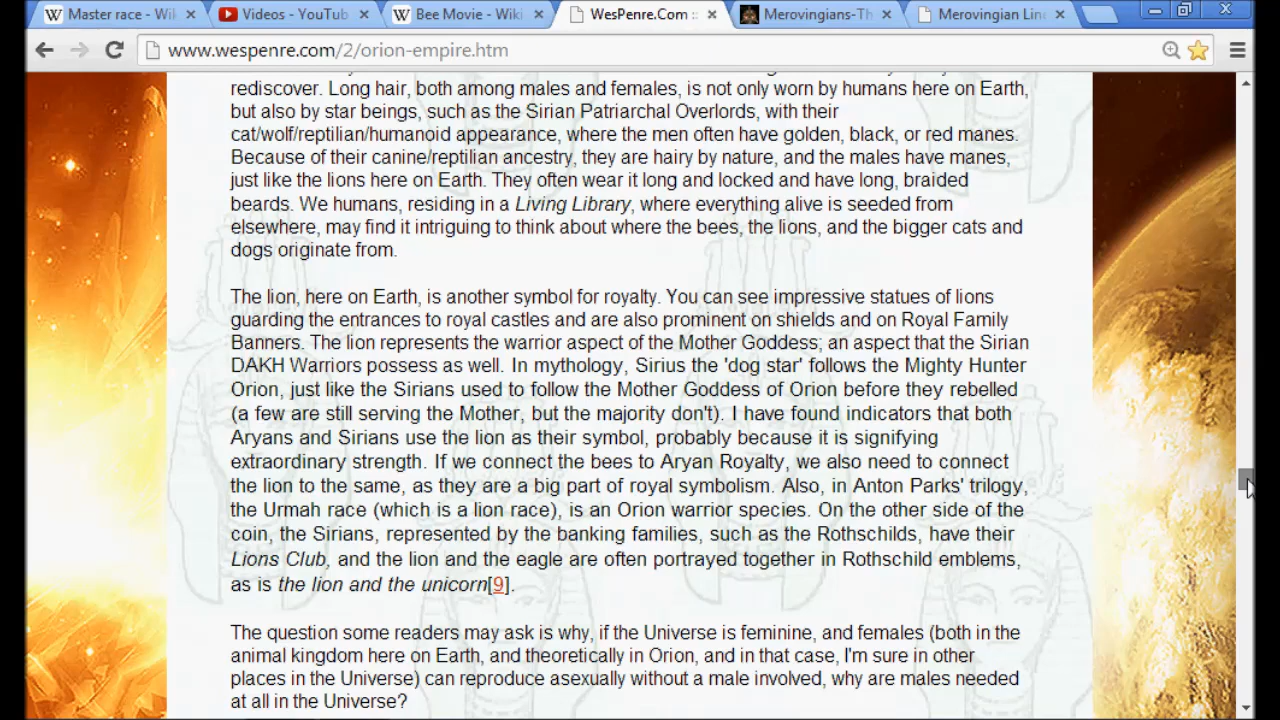 Master race - Wik
Videos - YouTub
Bee Movie - Wiki
WesPenre.Com ::
Merovingians-Th
Merovingian Lin
www.wespenre.com/2/orion-empire.htm
rediscover. Long hair, both among males and females, is not only worn by humans here on Earth,
but also by star beings, such as the Sirian Patriarchal Overlords, with their
cat/wolf/reptilian/humanoid appearance, where the men often have golden, black, or red manes.
Because of their canine/reptilian ancestry, they are hairy by nature, and the males have manes,
just like the lions here on Earth. They often wear it long and locked and have long, braided
beards. We humans, residing in a Living Library, where everything alive is seeded from
elsewhere, may find it intriguing to think about where the bees, the lions, and the bigger cats and
dogs originate from.
The lion, here on Earth, is another symbol for royalty. You can see impressive statues of lions
guarding the entrances to royal castles and are also prominent on shields and on Royal Family
Banners. The lion represents the warrior aspect of the Mother Goddess; an aspect that the Sirian
DAKH Warriors possess as well. In mythology, Sirius the 'dog star' follows the Mighty Hunter
Orion, just like the Sirians used to follow the Mother Goddess of Orion before they rebelled
(a few are still serving the Mother, but the majority don't). I have found indicators that both
Aryans and Sirians use the lion as their symbol, probably because it is signifying
extraordinary strength. If we connect the bees to Aryan Royalty, we also need to connect
the lion to the same, as they are a big part of royal symbolism. Also, in Anton Parks' trilogy,
the Urmah race (which is a lion race), is an Orion warrior species. On the other side of the
coin, the Sirians, represented by the banking families, such as the Rothschilds, have their
Lions Club, and the lion and the eagle are often portrayed together in Rothschild emblems,
as is the lion and the unicorn[9].
The question some readers may ask is why, if the Universe is feminine, and females (both in the
animal kingdom here on Earth, and theoretically in Orion, and in that case, I'm sure in other
places in the Universe) can reproduce asexually without a male involved, why are males needed
at all in the Universe?